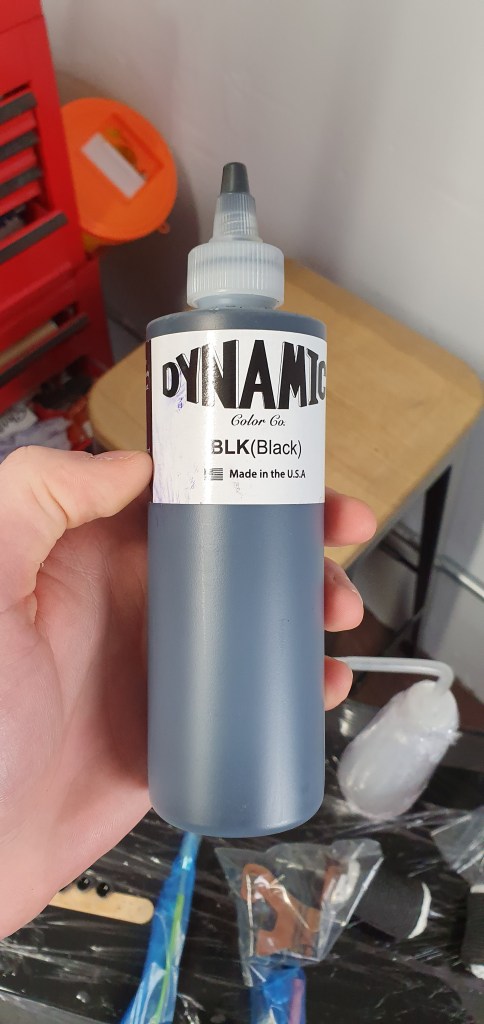 DYNAMIC
Color Co.
BLK(Black)
Made in the U.S.A